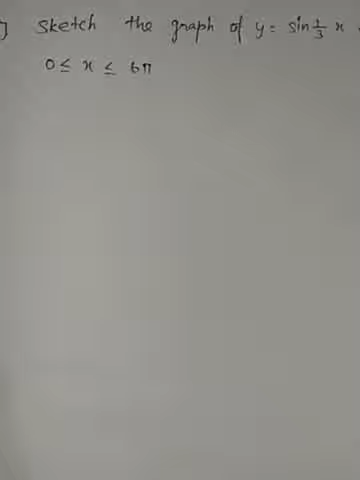 ] Sketch the graph of y = sin 1/3 x
0 ≤ x ≤ 6π